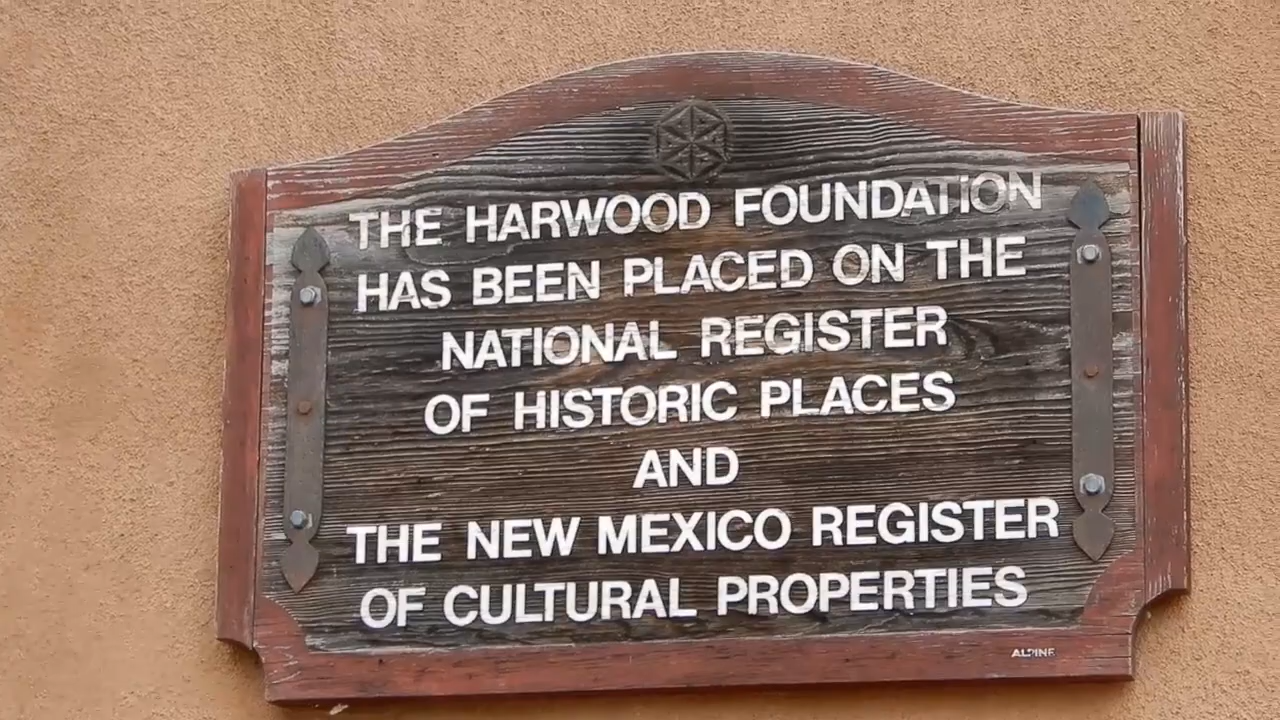 THE HARWOOD FOUNDATION
HAS BEEN PLACED ON THE
NATIONAL REGISTER
OF HISTORIC PLACES
AND
THE NEW MEXICO REGISTER
OF CULTURAL PROPERTIES
ALPINE